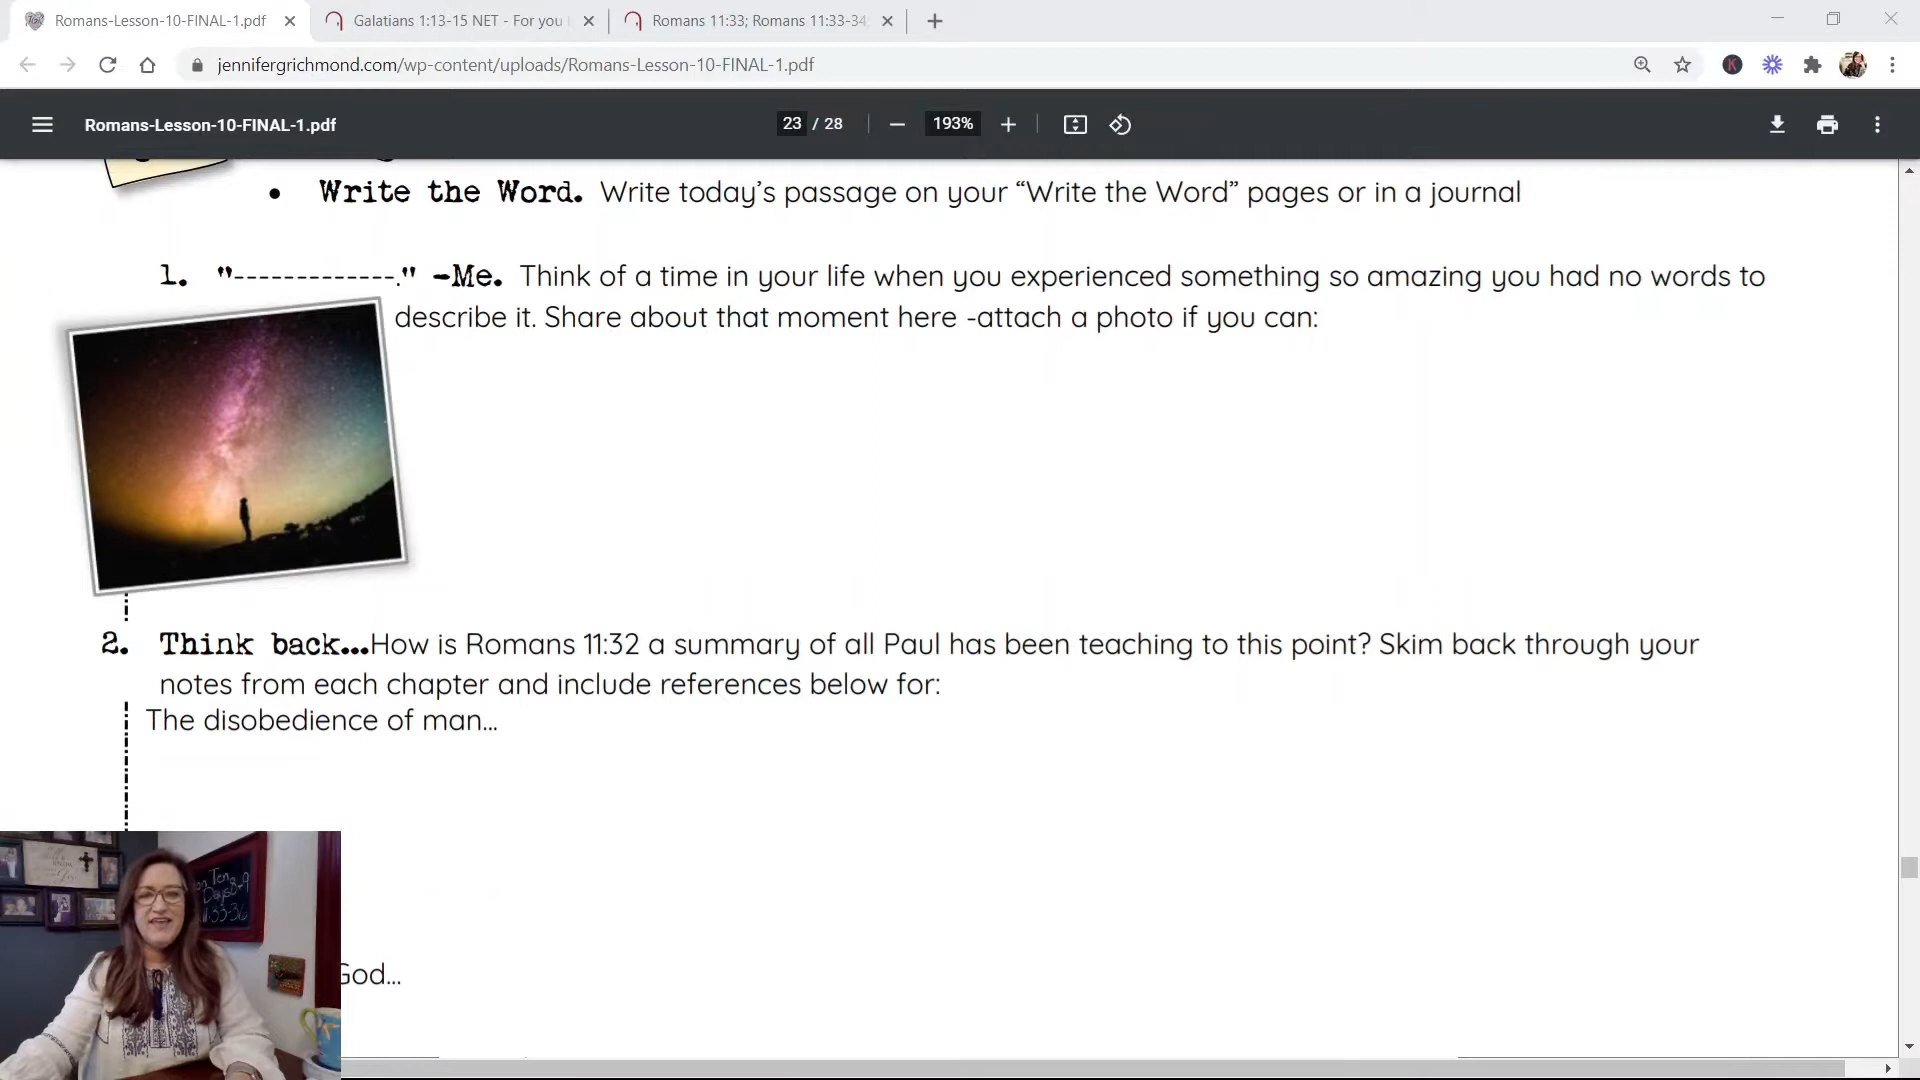 Romans-Lesson-10-FINAL-1.pdf
Galatians 1:13-15 NET - For you
Romans 11:33; Romans 11:33-34;
jennifergrichmond.com/wp-content/uploads/Romans-Lesson-10-FINAL-1.pdf
K
Romans-Lesson-10-FINAL-1.pdf
23 / 28
193%
• Write the Word. Write today's passage on your “Write the Word” pages or in a journal
1. "-------------." -Me. Think of a time in your life when you experienced something so amazing you had no words to
describe it. Share about that moment here -attach a photo if you can:
2. Think back...How is Romans 11:32 a summary of all Paul has been teaching to this point? Skim back through your
notes from each chapter and include references below for:
The disobedience of man...
Ten
Days 8+9
33-36
God...